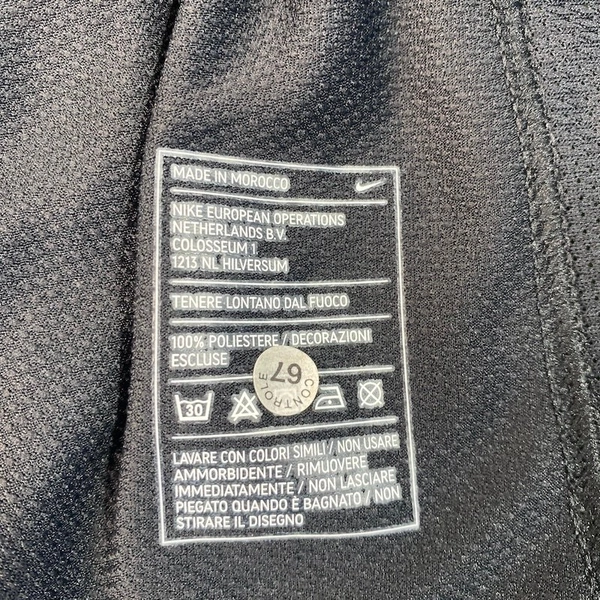 MADE IN MOROCCO
NIKE EUROPEAN OPERATIONS
NETHERLANDS B.V.
COLOSSEUM 1
1213 NL HILVERSUM
TENERE LONTANO DAL FUOCO
100% POLIESTERE / DECORAZIONI
ESCLUSE
CONTROLE
67
30
LAVARE CON COLORI SIMILI / NON USARE
AMMORBIDENTE / RIMUOVERE
IMMEDIATAMENTE / NON LASCIARE
PIEGATO QUANDO È BAGNATO / NON
STIRARE IL DISEGNO